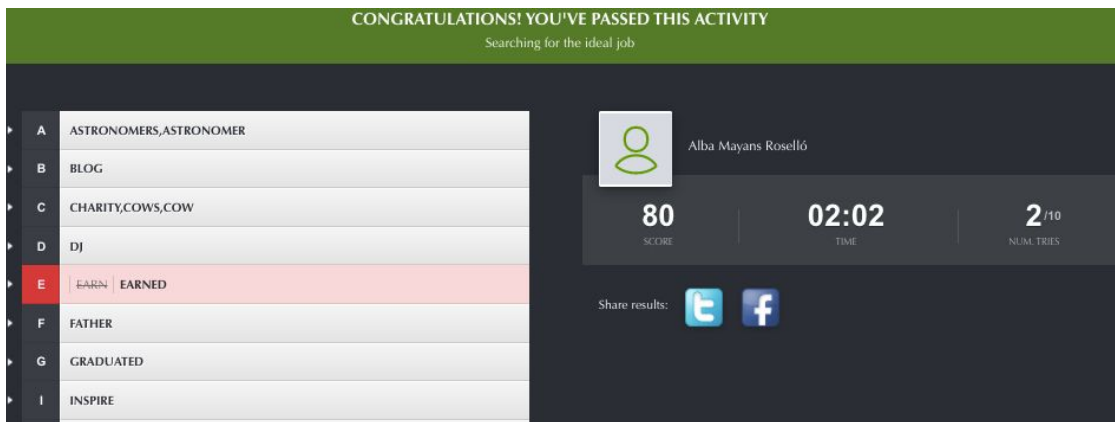 CONGRATULATIONS! YOU'VE PASSED THIS ACTIVITY
Searching for the ideal job
A ASTRONOMERS,ASTRONOMER
B BLOG
C CHARITY,COWS,COW
D DJ
E EARN EARNED
F FATHER
G GRADUATED
I INSPIRE
Alba Mayans Roselló
80 02:02 2/10
SCORE TIME NUM. TRIES
Share results: